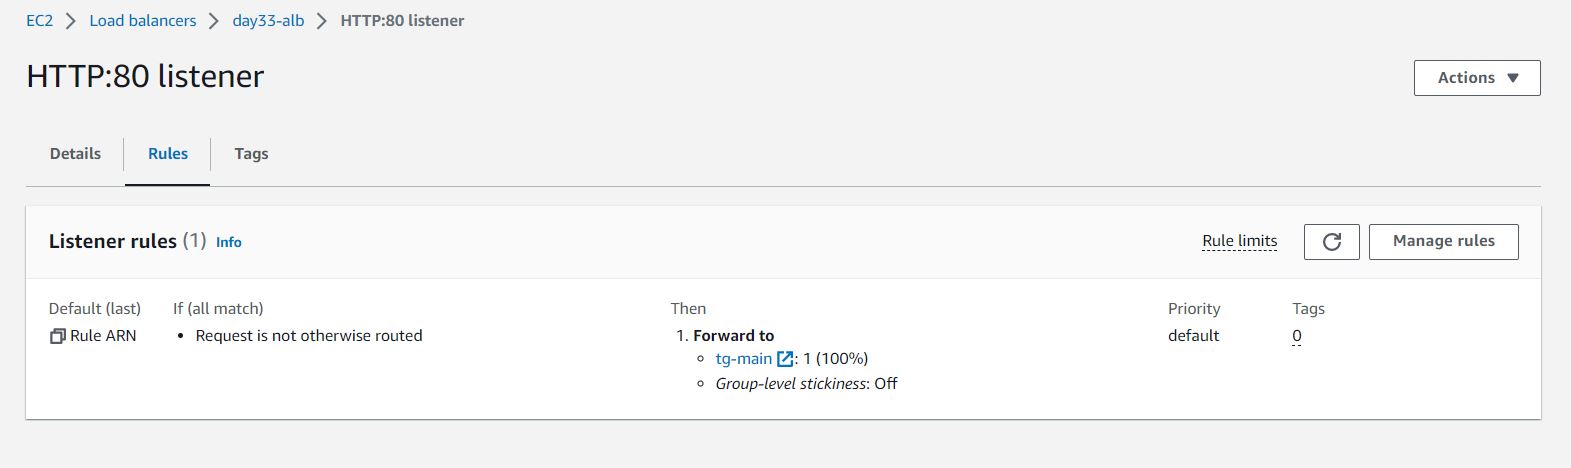 EC2 > Load balancers > day33-alb > HTTP:80 listener
HTTP:80 listener
Actions
Details Rules Tags
Listener rules (1) Info
Rule limits
Manage rules
Default (last) If (all match) Then Priority Tags
Rule ARN • Request is not otherwise routed 1. Forward to default 0
tg-main : 1 (100%)
Group-level stickiness: Off